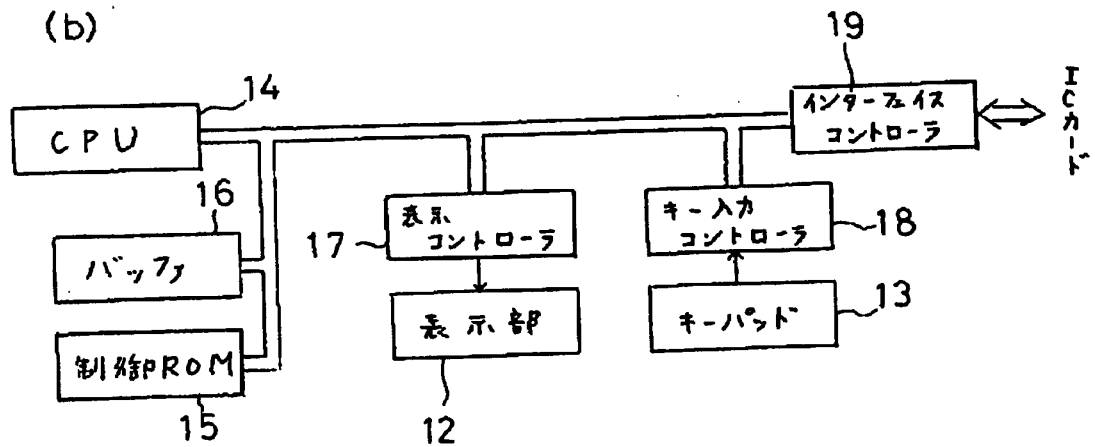 (b)
14
CPU
19
インターフェイス
コントローラ
ICカード
16
バッファ
17
表示
コントローラ
キー入力
コントローラ
18
制御PROM
15
表示部
12
キーパッド
13